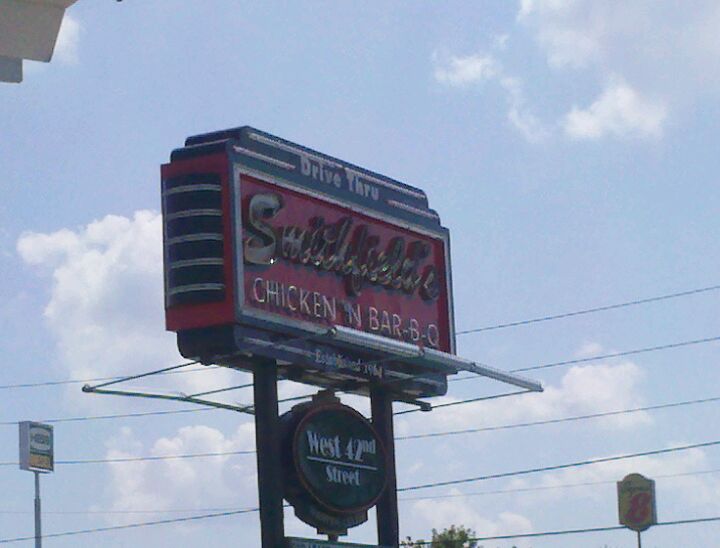 Drive Thru
Smithfield's
CHICKEN 'N BAR-B-Q
Established 1964
West 42nd
Street
8